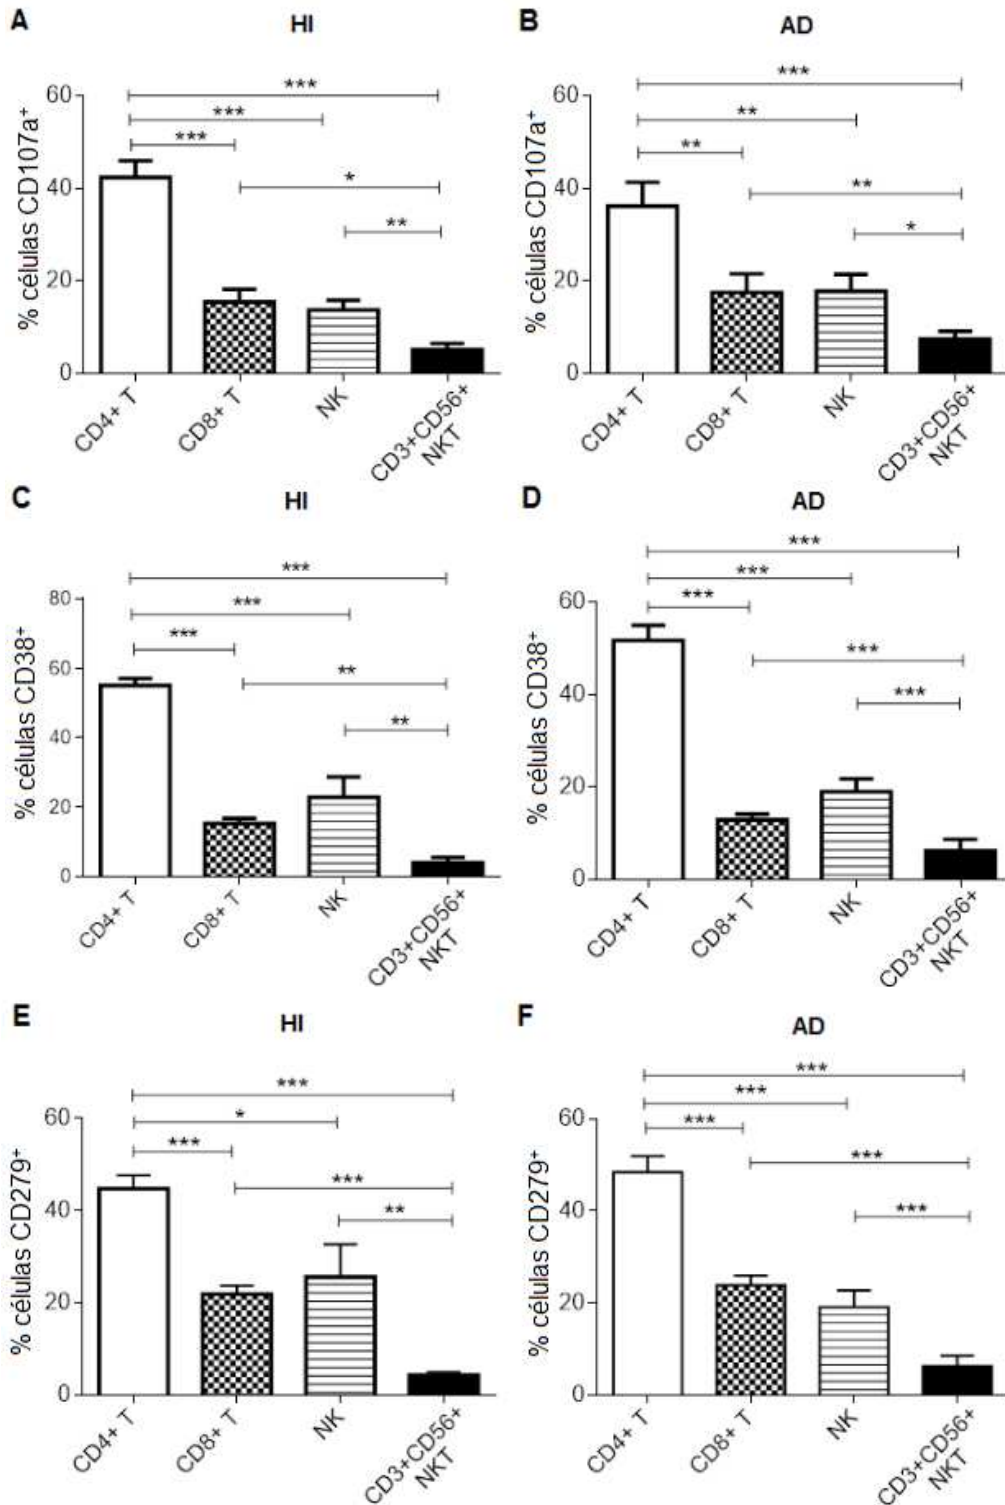 A
HI
% células CD107a+
60
40
20
0
***
***
***
*
**
CD4+ T
CD8+ T
NK
CD3+CD56+
NKT
B
AD
% células CD107a+
60
40
20
0
***
**
**
**
*
CD4+ T
CD8+ T
NK
CD3+CD56+
NKT
C
HI
% células CD38+
80
60
40
20
0
***
***
***
**
**
CD4+ T
CD8+ T
NK
CD3+CD56+
NKT
D
AD
% células CD38+
60
40
20
0
***
***
***
***
***
CD4+ T
CD8+ T
NK
CD3+CD56+
NKT
E
HI
% células CD279+
60
40
20
0
***
*
***
***
**
CD4+ T
CD8+ T
NK
CD3+CD56+
NKT
F
AD
% células CD279+
60
40
20
0
***
***
***
***
***
CD4+ T
CD8+ T
NK
CD3+CD56+
NKT